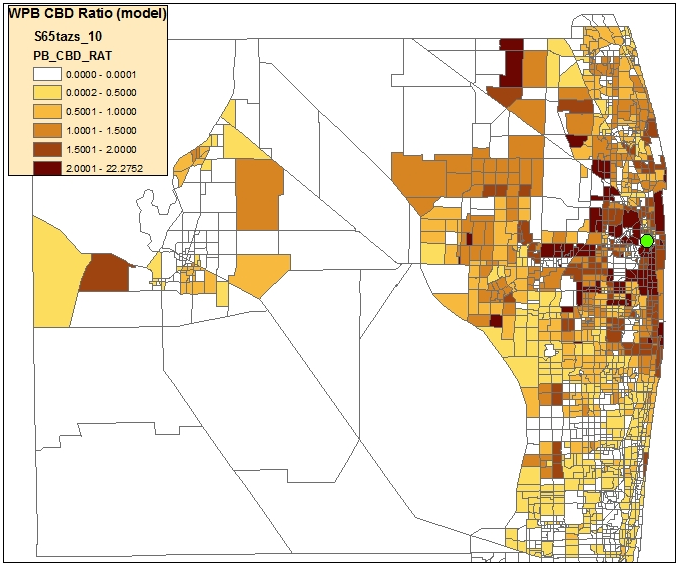 WPB CBD Ratio (model)
S65tazs_10
PB_CBD_RAT
0.0000 - 0.0001
0.0002 - 0.5000
0.5001 - 1.0000
1.0001 - 1.5000
1.5001 - 2.0000
2.0001 - 22.2752